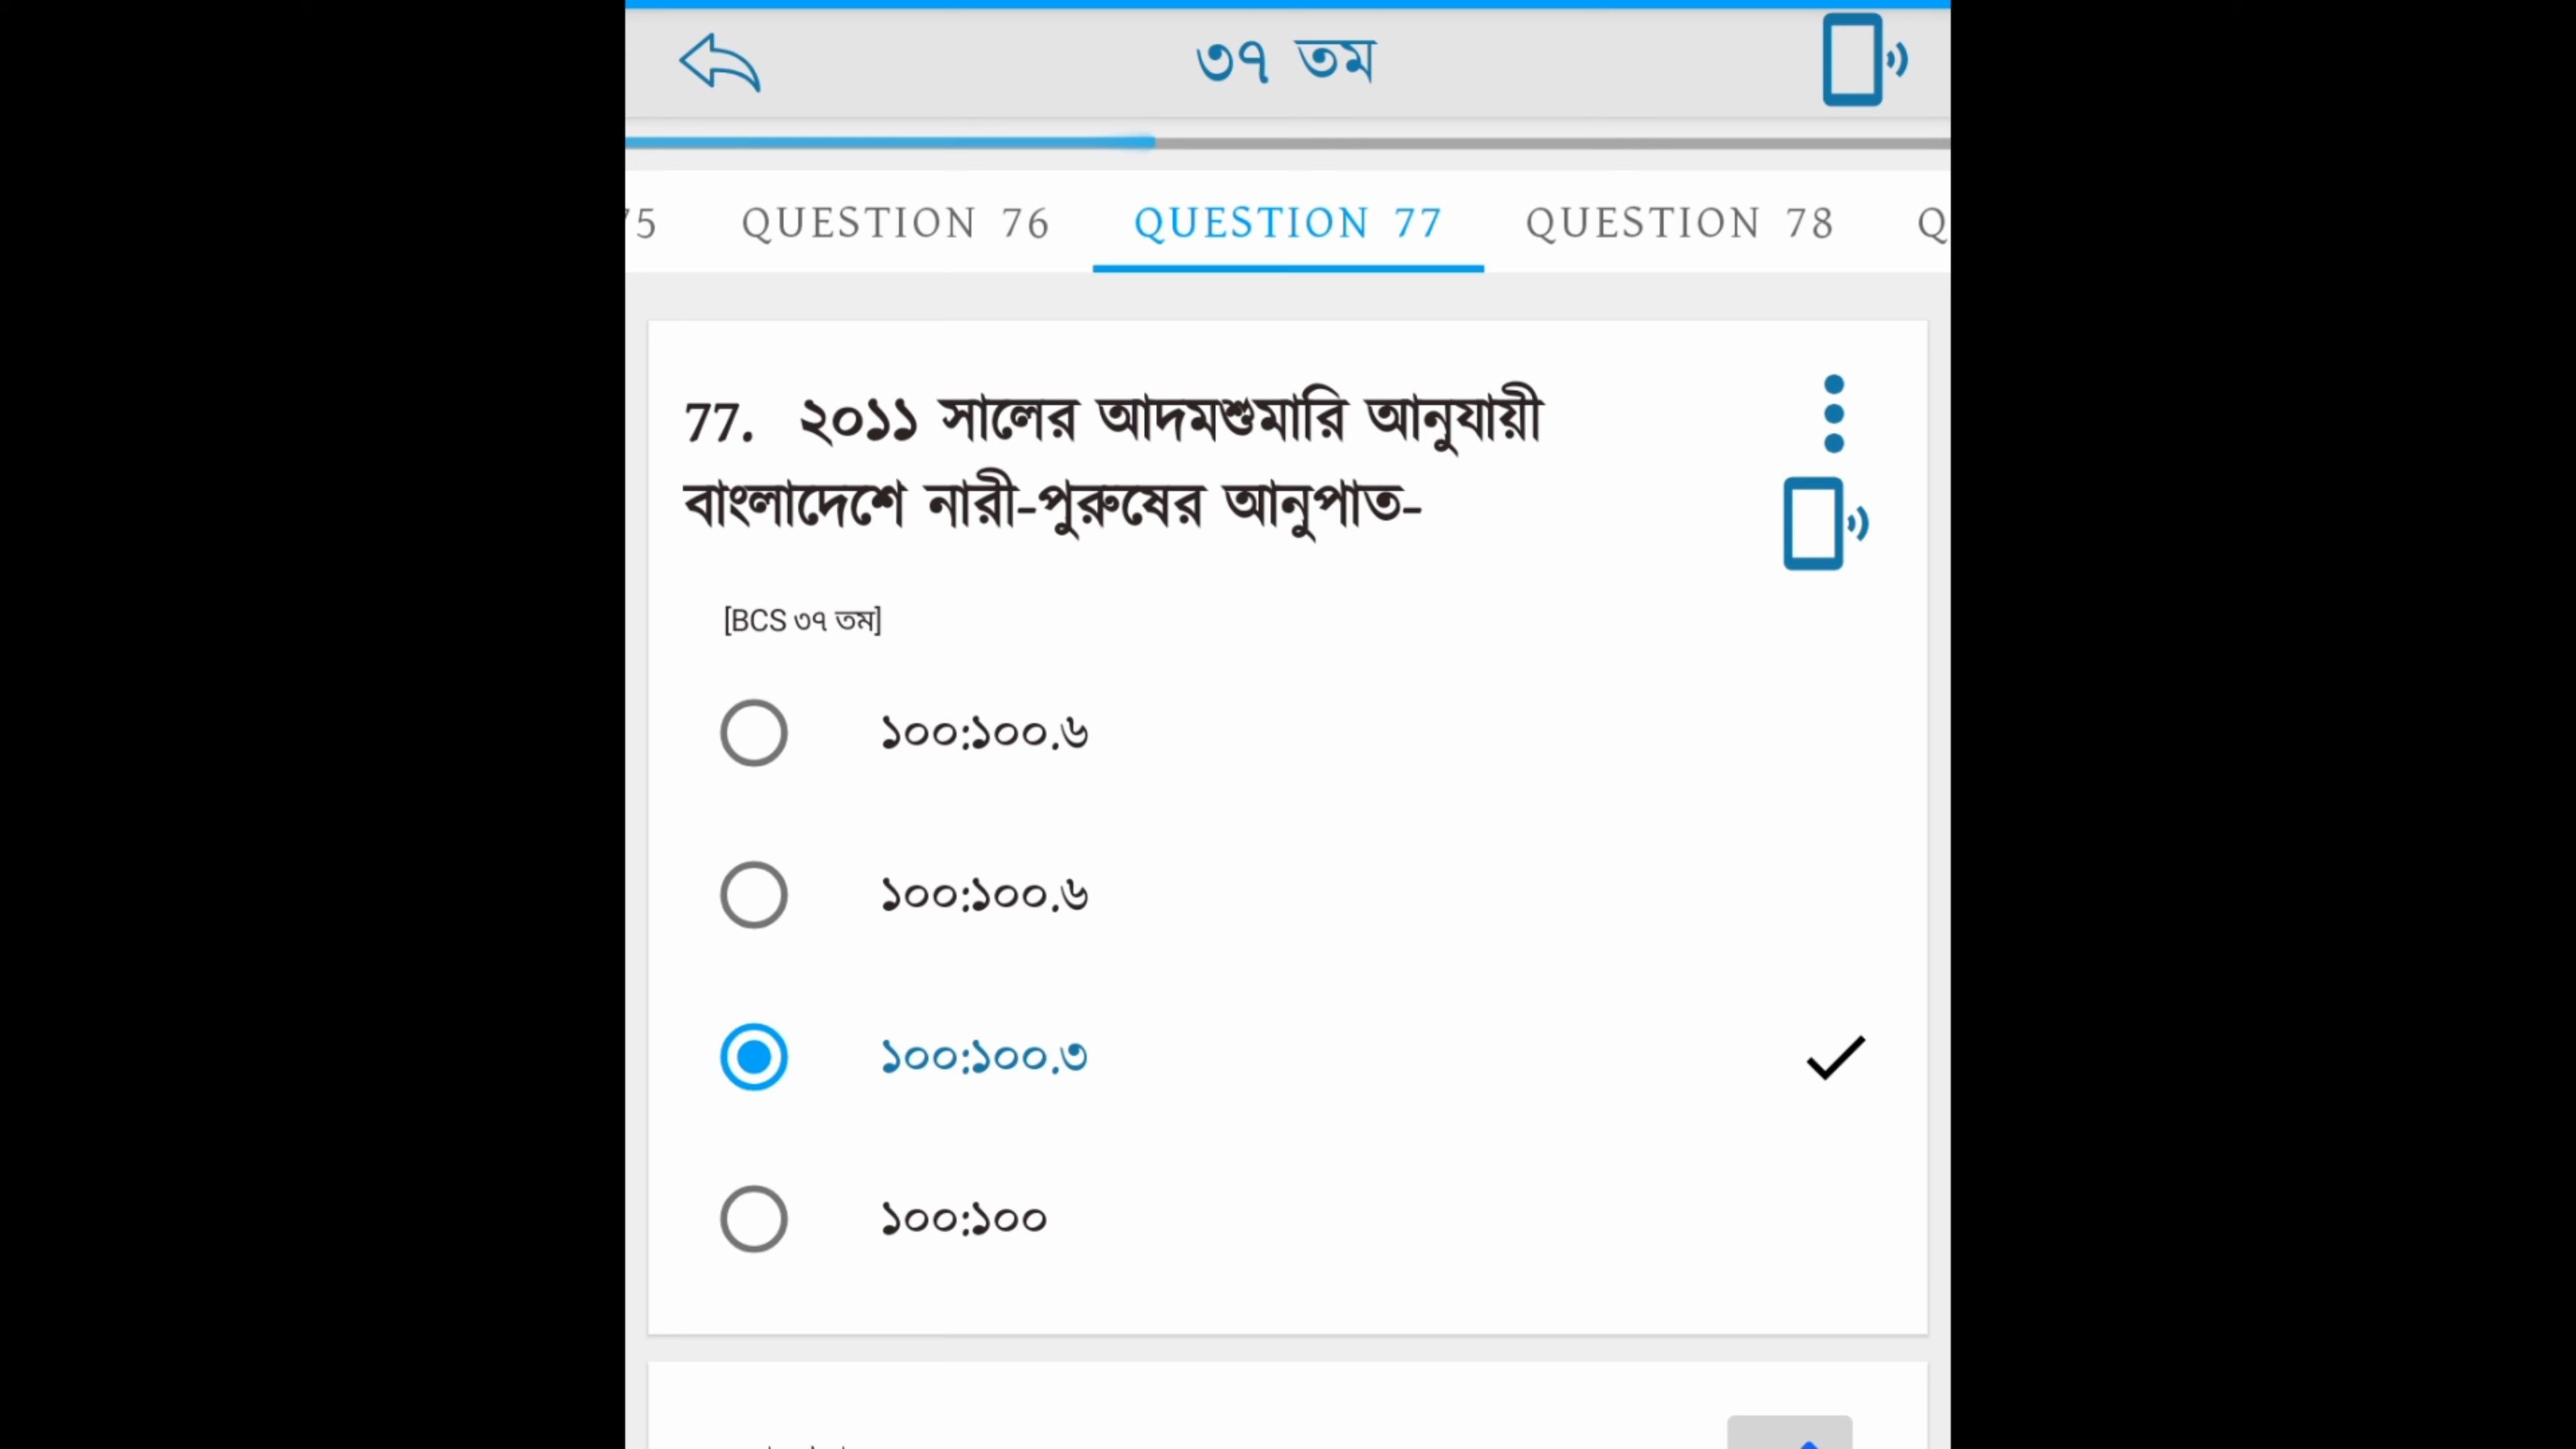 ৩৭ তম
75 QUESTION 76 QUESTION 77 QUESTION 78 Q
77. ২০১১ সালের আদমশুমারি আনুযায়ী
বাংলাদেশে নারী-পুরুষের আনুপাত-
[BCS ৩৭ তম]
১০০:১০০.৬
১০০:১০০.৬
১০০:১০০.৩
১০০:১০০